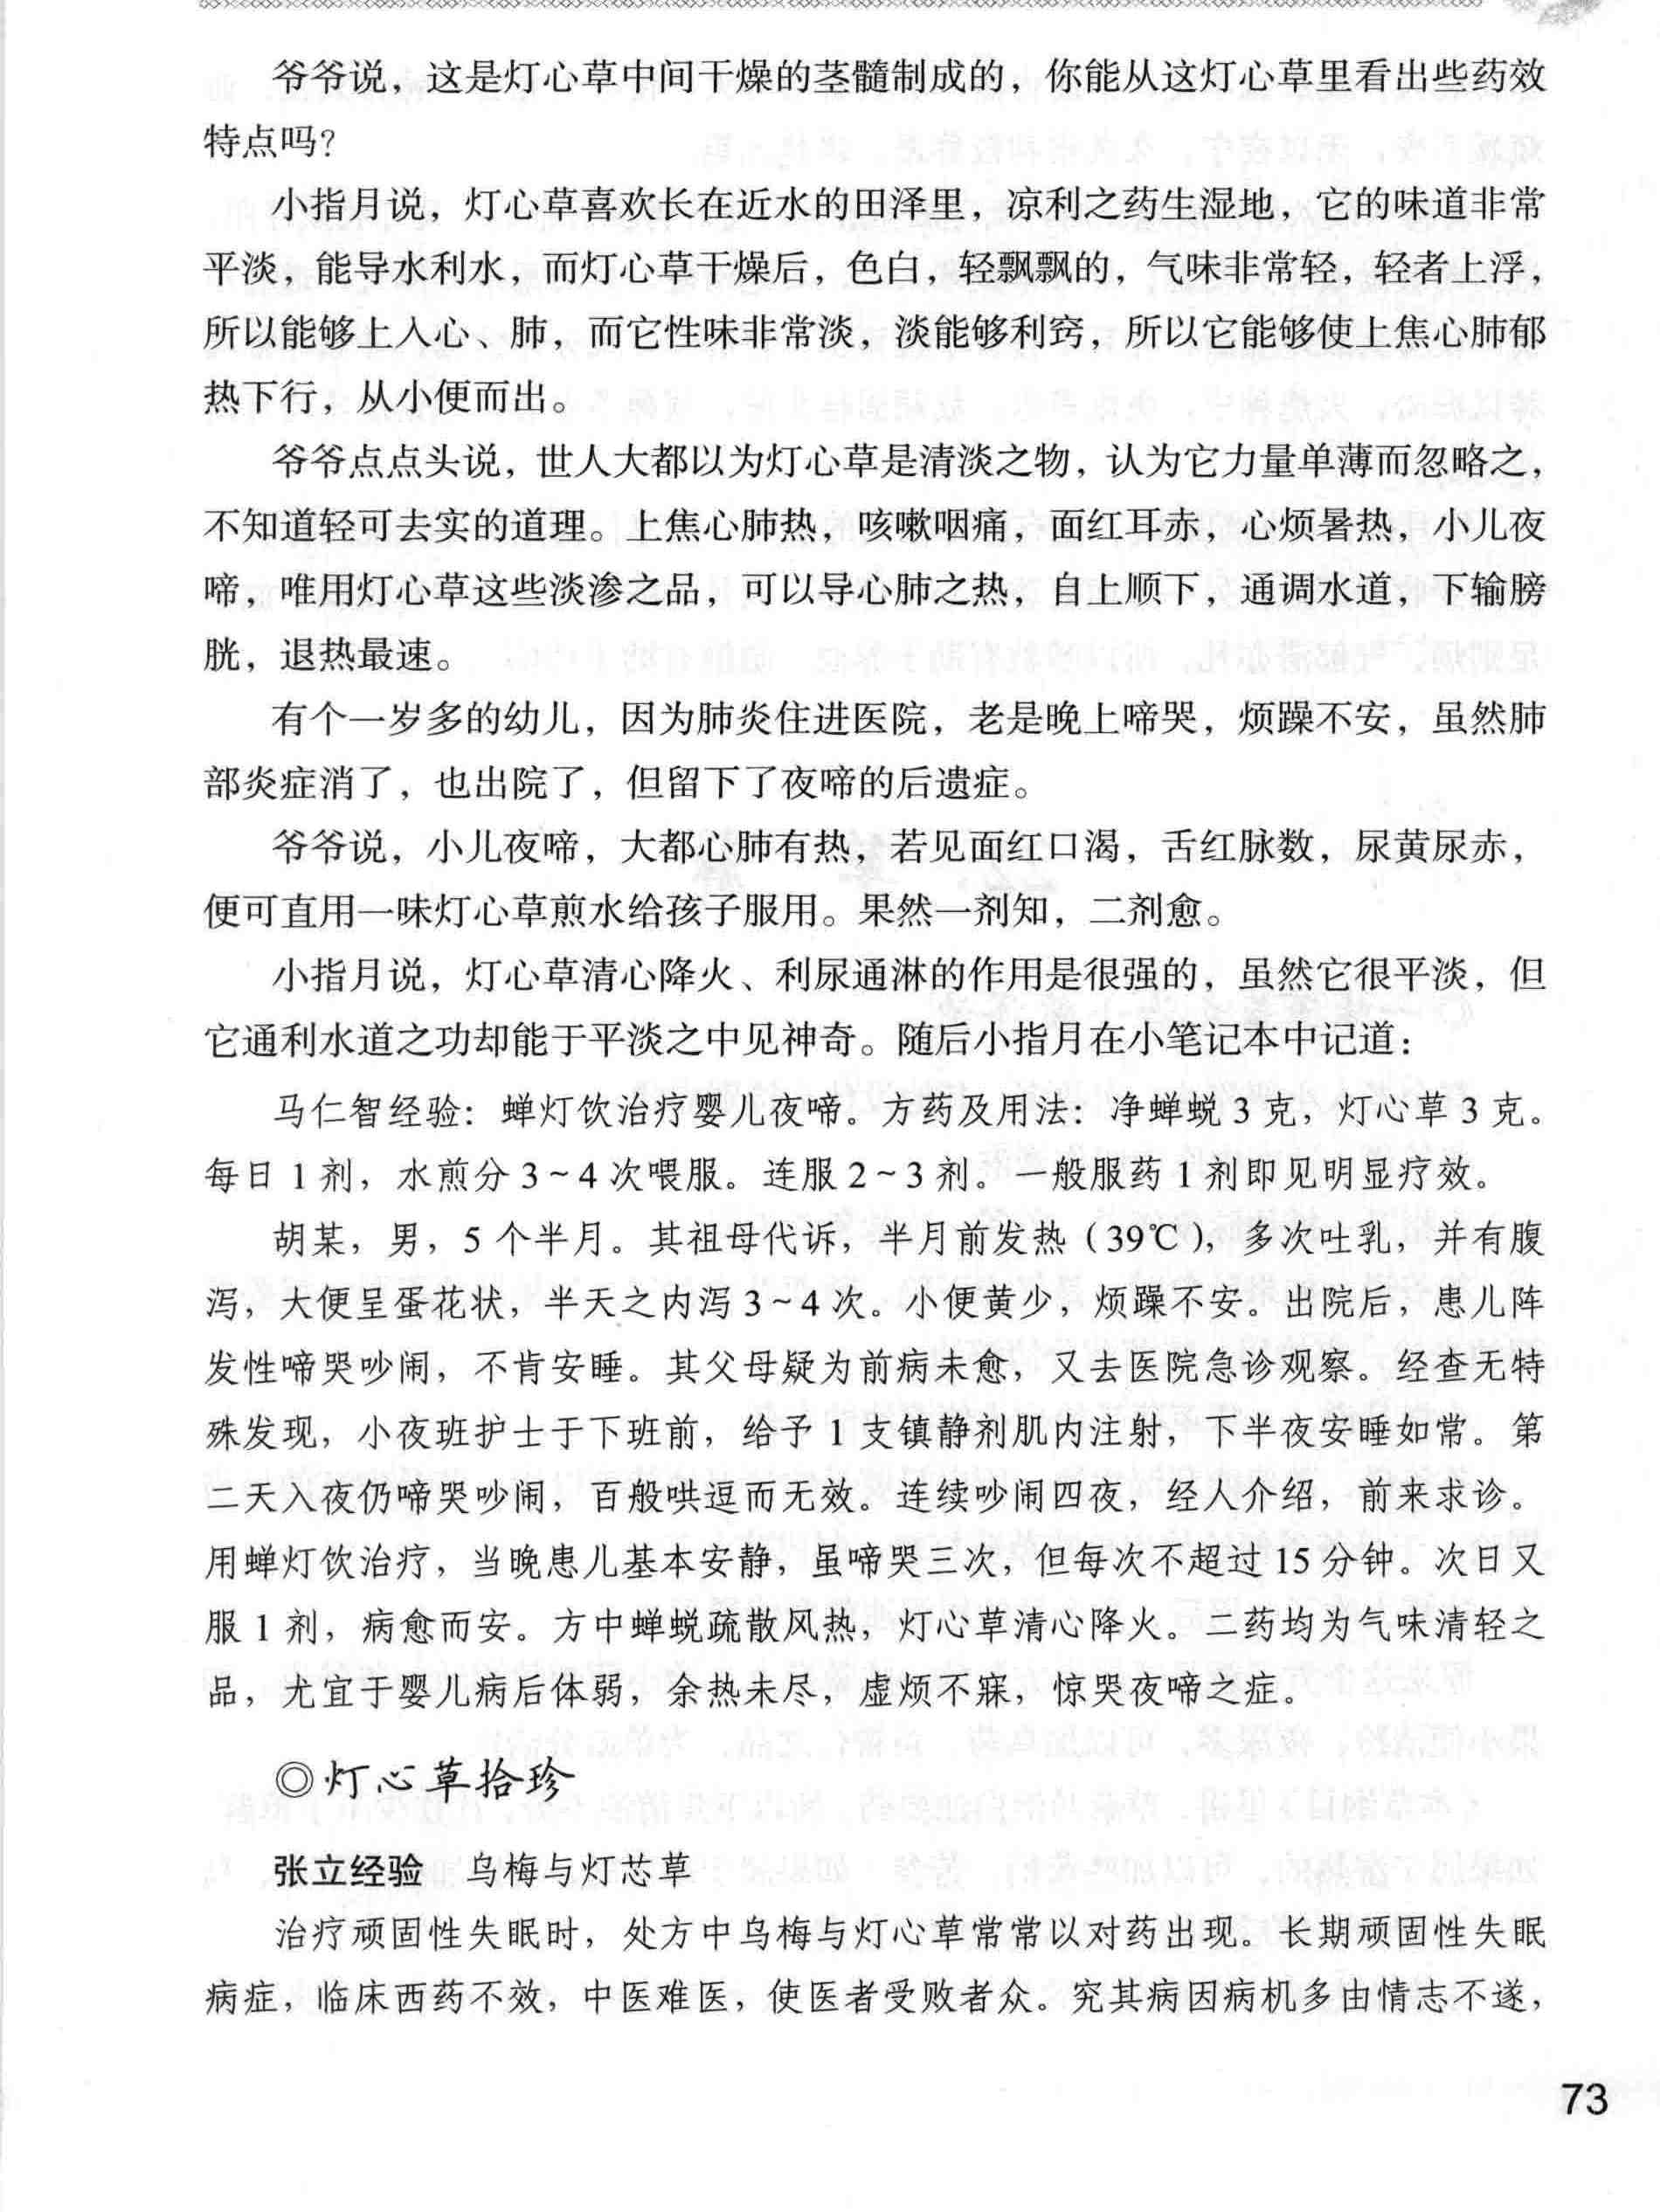 爷爷说，这是灯心草中间干燥的茎髓制成的，你能从这灯心草里看出些药效
特点吗？
小指月说，灯心草喜欢长在近水的田泽里，凉利之药生湿地，它的味道非常
平淡，能导水利水，而灯心草干燥后，色白，轻飘飘的，气味非常轻，轻者上浮，
所以能够上入心、肺，而它性味非常淡，淡能够利窍，所以它能够使上焦心肺郁
热下行，从小便而出。
爷爷点点头说，世人大都以为灯心草是清淡之物，认为它力量单薄而忽略之，
不知道轻可去实的道理。上焦心肺热，咳嗽咽痛，面红耳赤，心烦暑热，小儿夜
啼，唯用灯心草这些淡渗之品，可以导心肺之热，自上顺下，通调水道，下输膀
胱，退热最速。
有个一岁多的幼儿，因为肺炎住进医院，老是晚上啼哭，烦躁不安，虽然肺
部炎症消了，也出院了，但留下了夜啼的后遗症。
爷爷说，小儿夜啼，大都心肺有热，若见面红口渴，舌红脉数，尿黄尿赤，
便可直用一味灯心草煎水给孩子服用。果然一剂知，二剂愈。
小指月说，灯心草清心降火、利尿通淋的作用是很强的，虽然它很平淡，但
它通利水道之功却能于平淡之中见神奇。随后小指月在小笔记本中记道：
马仁智经验：蝉灯饮治疗婴儿夜啼。方药及用法：净蝉蜕 3 克，灯心草 3 克。
每日 1 剂，水煎分 3～4 次喂服。连服 2～3 剂。一般服药 1 剂即见明显疗效。
胡某，男，5 个半月。其祖母代诉，半月前发热（39℃），多次吐乳，并有腹
泻，大便呈蛋花状，半天之内泻 3～4 次。小便黄少，烦躁不安。出院后，患儿阵
发性啼哭吵闹，不肯安睡。其父母疑为前病未愈，又去医院急诊观察。经查无特
殊发现，小夜班护士于下班前，给予 1 支镇静剂肌内注射，下半夜安睡如常。第
二天入夜仍啼哭吵闹，百般哄逗而无效。连续吵闹四夜，经人介绍，前来求诊。
用蝉灯饮治疗，当晚患儿基本安静，虽啼哭三次，但每次不超过 15 分钟。次日又
服 1 剂，病愈而安。方中蝉蜕疏散风热，灯心草清心降火。二药均为气味清轻之
品，尤宜于婴儿病后体弱，余热未尽，虚烦不寐，惊哭夜啼之症。
◎灯心草拾珍
张立经验　乌梅与灯芯草
治疗顽固性失眠时，处方中乌梅与灯心草常常以对药出现。长期顽固性失眠
病症，临床西药不效，中医难医，使医者受败者众。究其病因病机多由情志不遂，
73